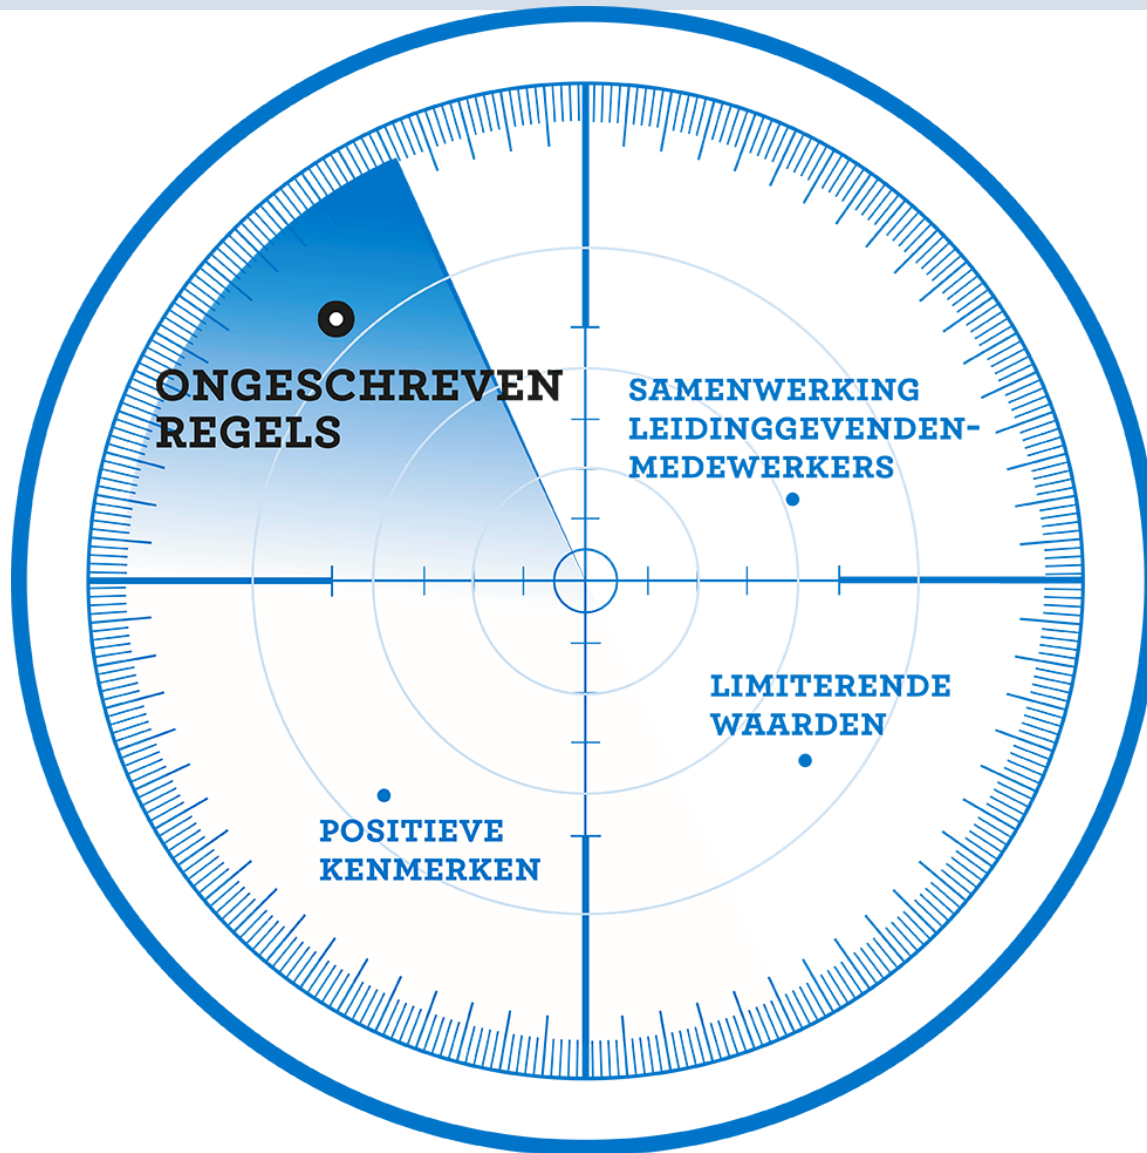 ONGESCHREVEN
REGELS
SAMENWERKING
LEIDINGGEVENDEN-
MEDEWERKERS
LIMITERENDE
WAARDEN
POSITIEVE
KENMERKEN